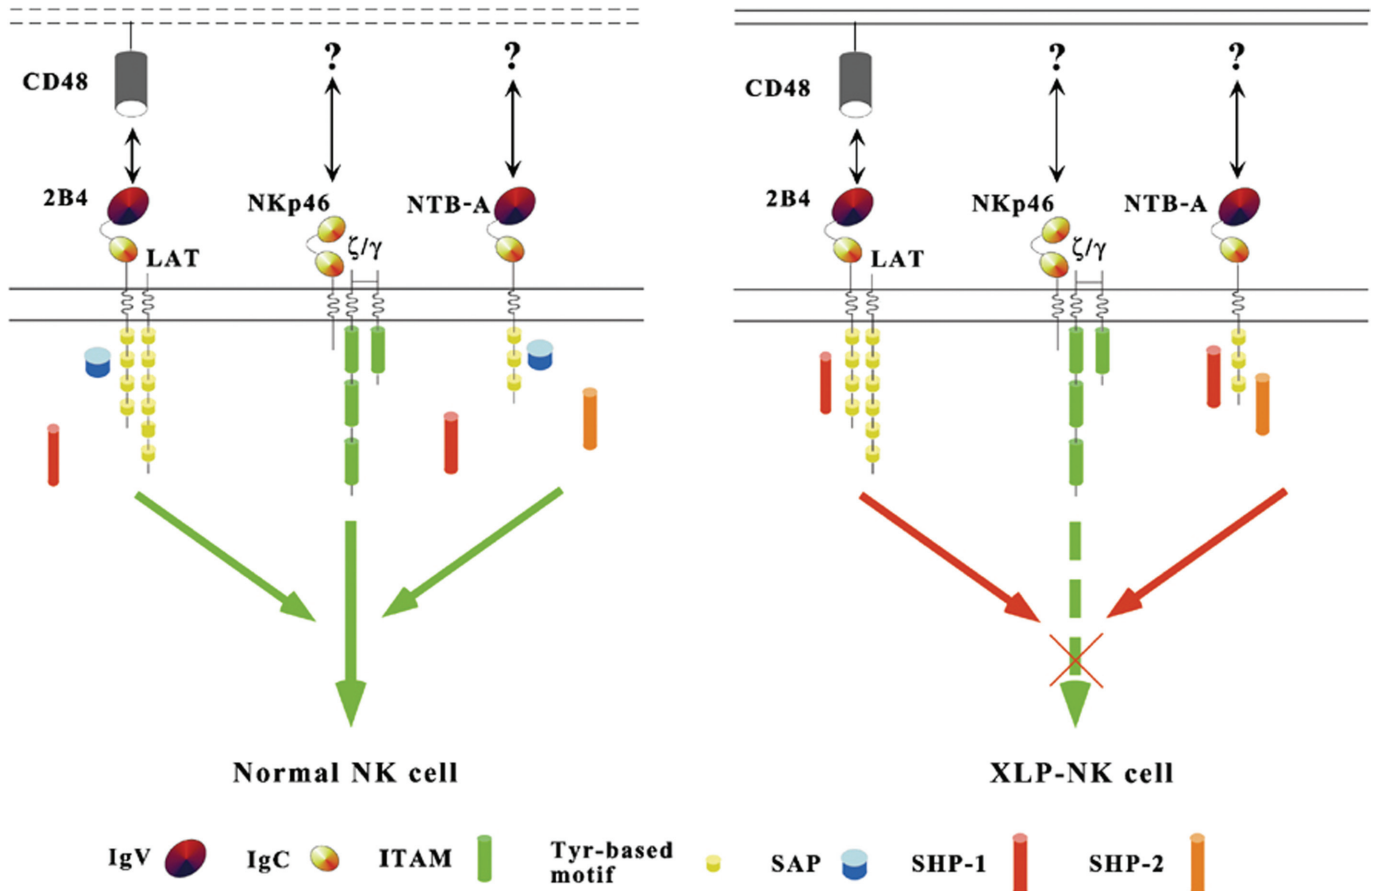 ? ? ? ?
CD48 CD48
2B4 NKp46 NTB-A 2B4 NKp46 NTB-A
LAT ζ/γ LAT ζ/γ
Normal NK cell XLP-NK cell
IgV IgC ITAM Tyr-based motif SAP SHP-1 SHP-2